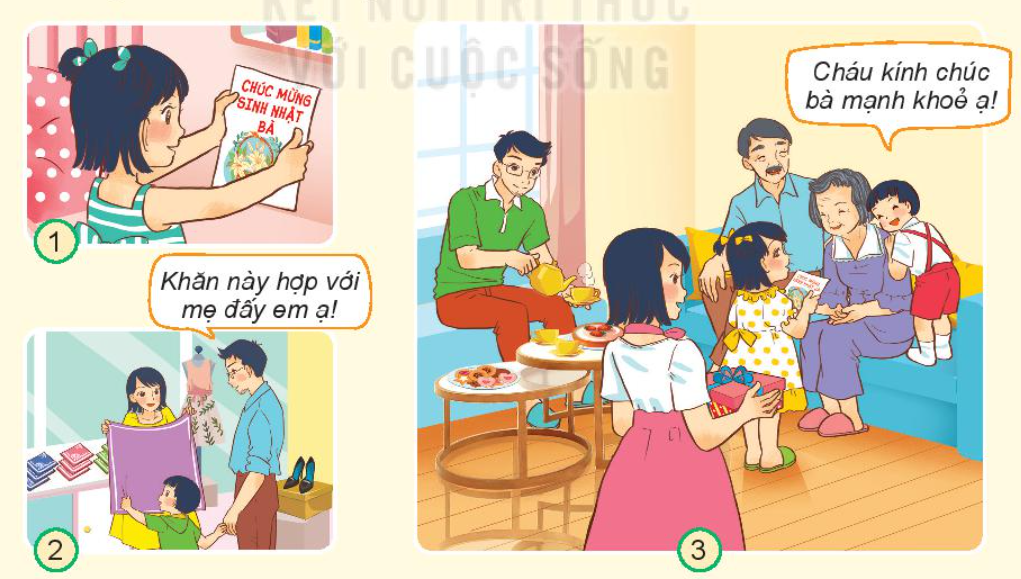 KẾT NỐI TRI THỨC
VỚI CUỘC SỐNG
CHÚC MỪNG
SINH NHẬT
BÀ
1
Khăn này hợp với
mẹ đấy em ạ!
2
Cháu kính chúc
bà mạnh khoẻ ạ!
3